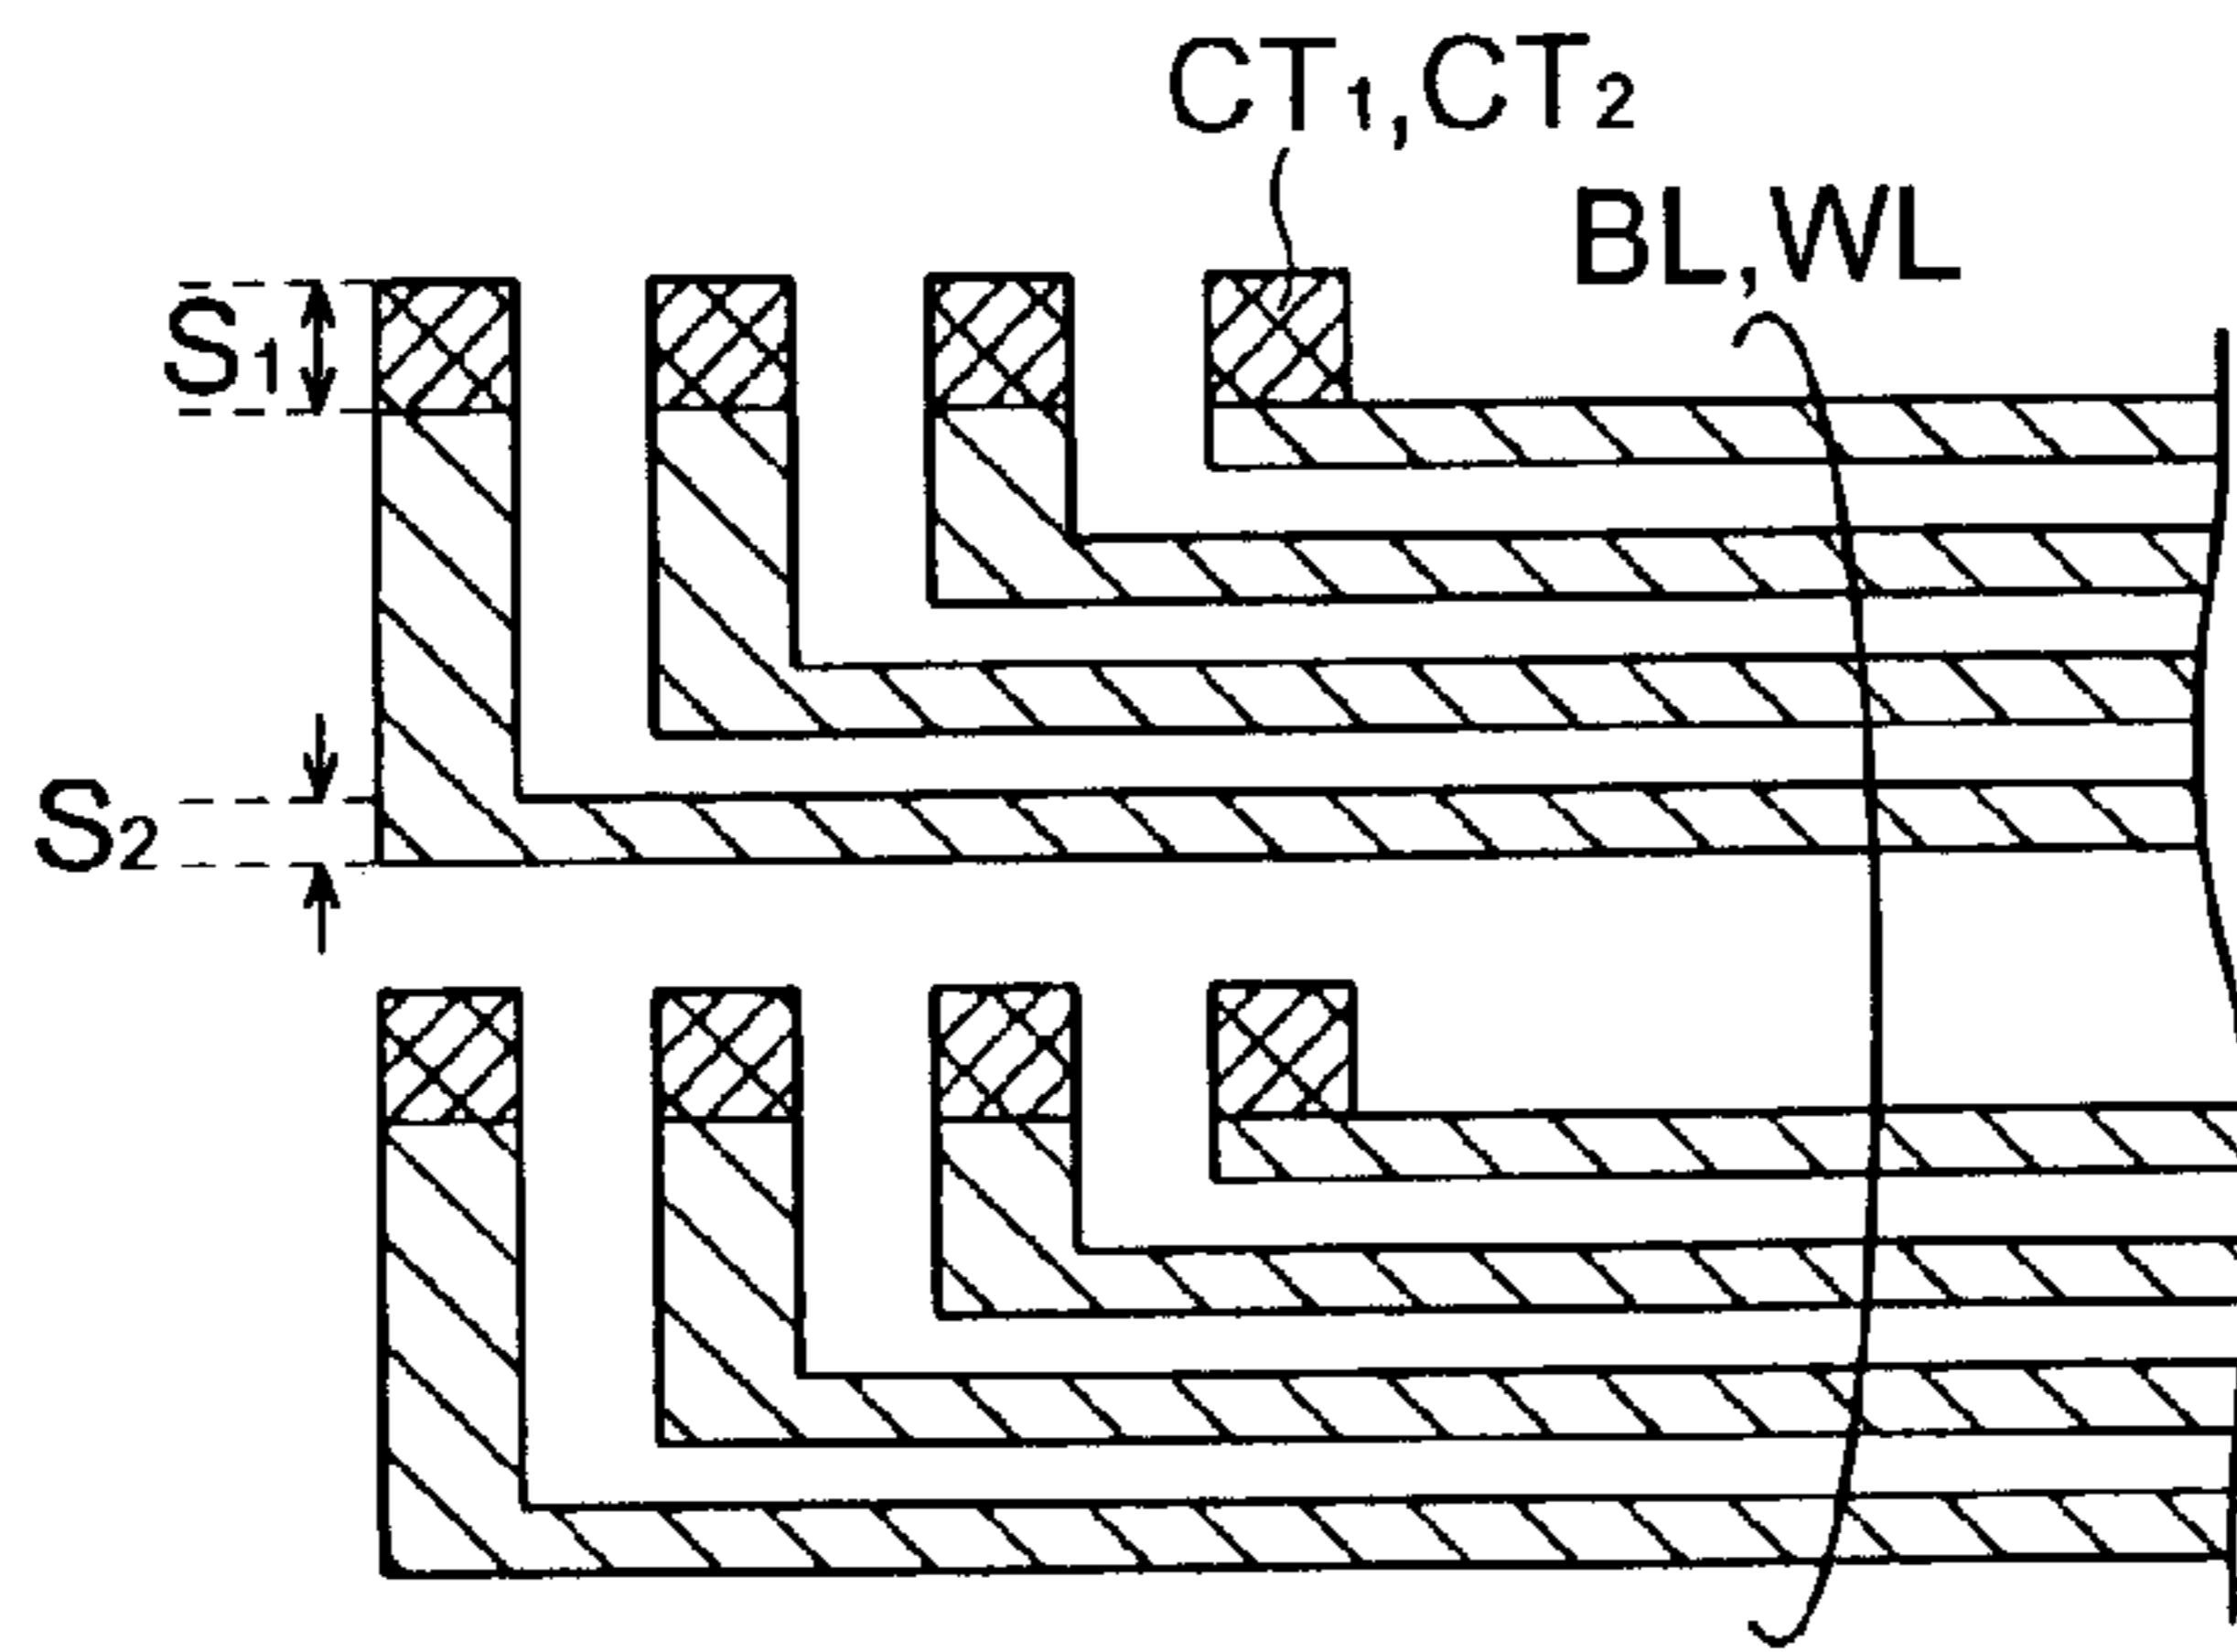 CT₁,CT₂
BL,WL
S₁
S₂